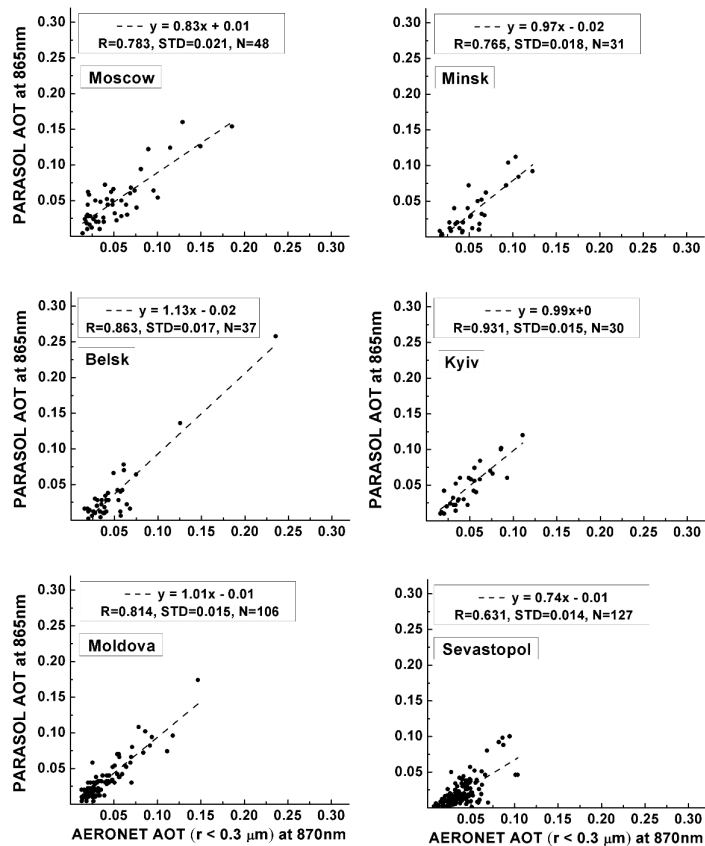 PARASOL AOT at 865nm
0.30
0.25
0.20
0.15
0.10
0.05
y = 0.83x + 0.01
R=0.783, STD=0.021, N=48
Moscow
0.05 0.10 0.15 0.20 0.25 0.30
PARASOL AOT at 865nm
0.30
0.25
0.20
0.15
0.10
0.05
y = 0.97x - 0.02
R=0.765, STD=0.018, N=31
Minsk
0.05 0.10 0.15 0.20 0.25 0.30
PARASOL AOT at 865nm
0.30
0.25
0.20
0.15
0.10
0.05
y = 1.13x - 0.02
R=0.863, STD=0.017, N=37
Belsk
0.05 0.10 0.15 0.20 0.25 0.30
PARASOL AOT at 865nm
0.30
0.25
0.20
0.15
0.10
0.05
y = 0.99x+0
R=0.931, STD=0.015, N=30
Kyiv
0.05 0.10 0.15 0.20 0.25 0.30
PARASOL AOT at 865nm
0.30
0.25
0.20
0.15
0.10
0.05
y = 1.01x - 0.01
R=0.814, STD=0.015, N=106
Moldova
0.05 0.10 0.15 0.20 0.25 0.30
AERONET AOT (r < 0.3 μm) at 870nm
PARASOL AOT at 865nm
0.30
0.25
0.20
0.15
0.10
0.05
y = 0.74x - 0.01
R=0.631, STD=0.014, N=127
Sevastopol
0.05 0.10 0.15 0.20 0.25 0.30
AERONET AOT (r < 0.3 μm) at 870nm